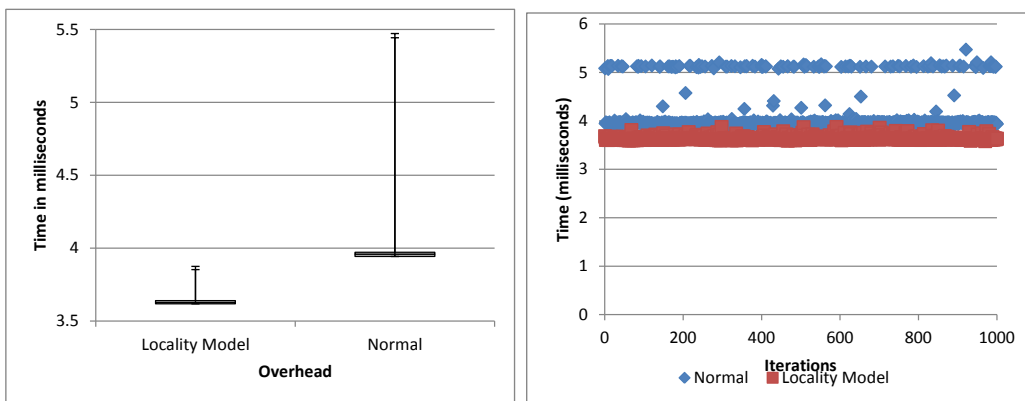 5.5
5
4.5
4
3.5
Time in milliseconds
Locality Model
Normal
Overhead
6
5
4
3
2
1
0
Time (milliseconds)
0 200 400 600 800 1000
Iterations
Normal
Locality Model